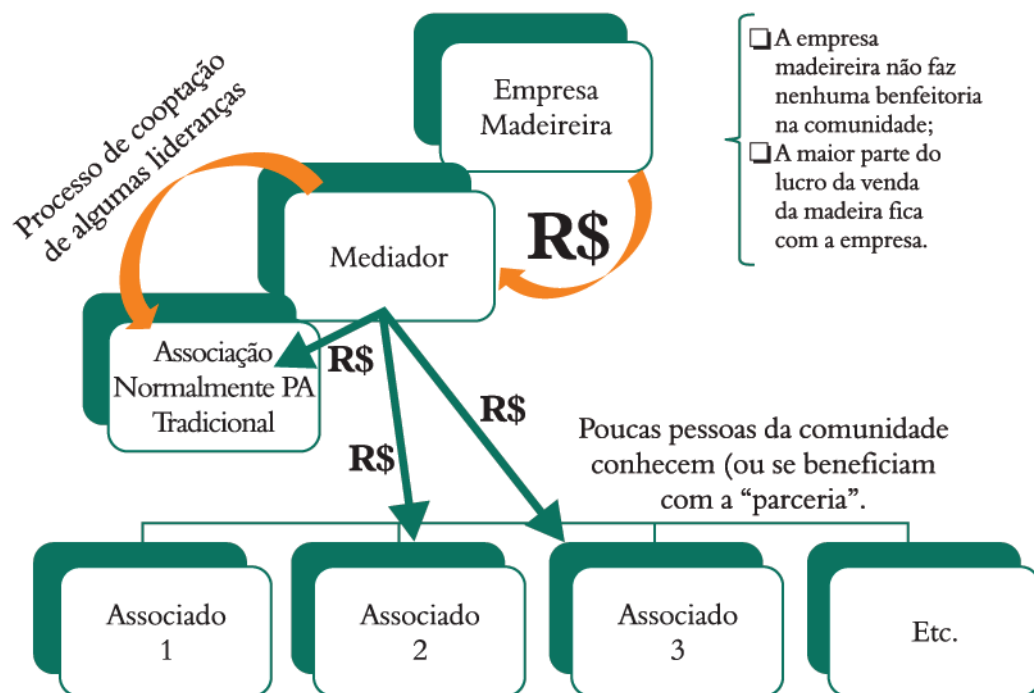 Processo de cooptação
de algumas lideranças
Empresa
Madeireira
❑ A empresa
madeireira não faz
nenhuma benfeitoria
na comunidade;
❑ A maior parte do
lucro da venda
da madeira fica
com a empresa.
R$
Mediador
Associação
Normalmente PA
Tradicional
R$
R$
R$
Poucas pessoas da comunidade
conhecem (ou se beneficiam
com a “parceria”.
Associado
1
Associado
2
Associado
3
Etc.